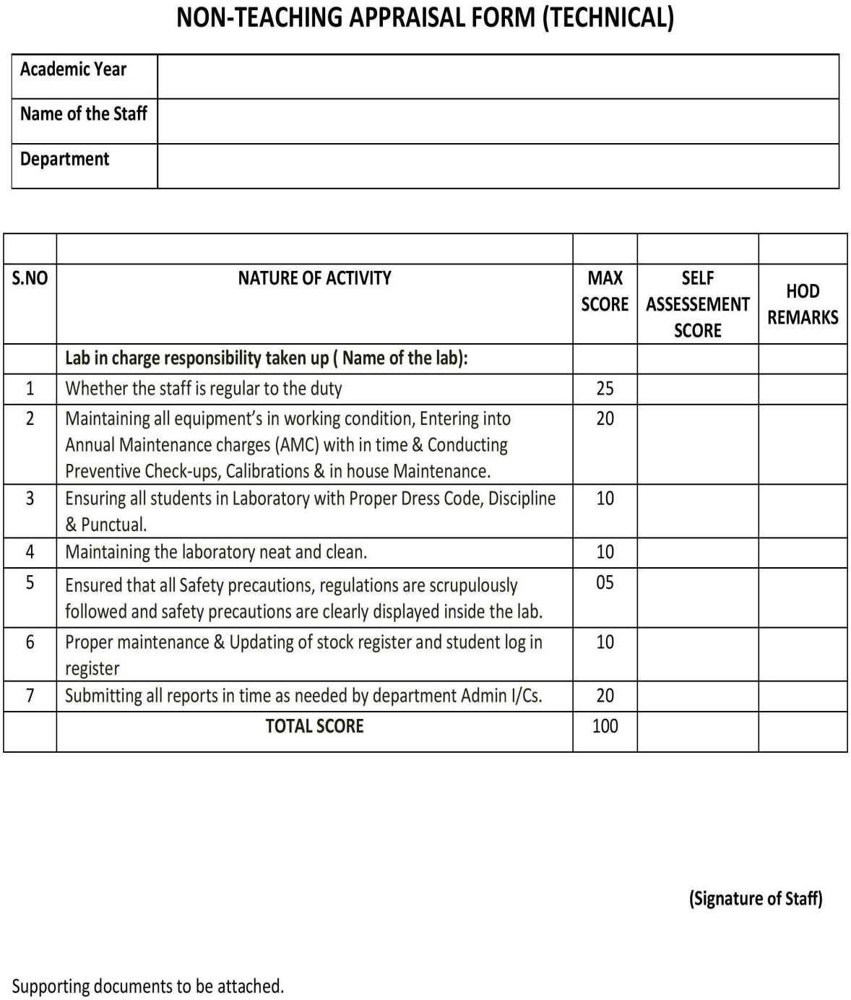 NON-TEACHING APPRAISAL FORM (TECHNICAL)
Academic Year
Name of the Staff
Department
S.NO NATURE OF ACTIVITY MAX SCORE SELF ASSESSEMENT SCORE HOD REMARKS
Lab in charge responsibility taken up ( Name of the lab):
1 Whether the staff is regular to the duty 25
2 Maintaining all equipment's in working condition, Entering into 20
Annual Maintenance charges (AMC) with in time & Conducting
Preventive Check-ups, Calibrations & in house Maintenance.
3 Ensuring all students in Laboratory with Proper Dress Code, Discipline 10
& Punctual.
4 Maintaining the laboratory neat and clean. 10
5 Ensured that all Safety precautions, regulations are scrupulously 05
followed and safety precautions are clearly displayed inside the lab.
6 Proper maintenance & Updating of stock register and student log in 10
register
7 Submitting all reports in time as needed by department Admin I/Cs. 20
TOTAL SCORE 100
(Signature of Staff)
Supporting documents to be attached.